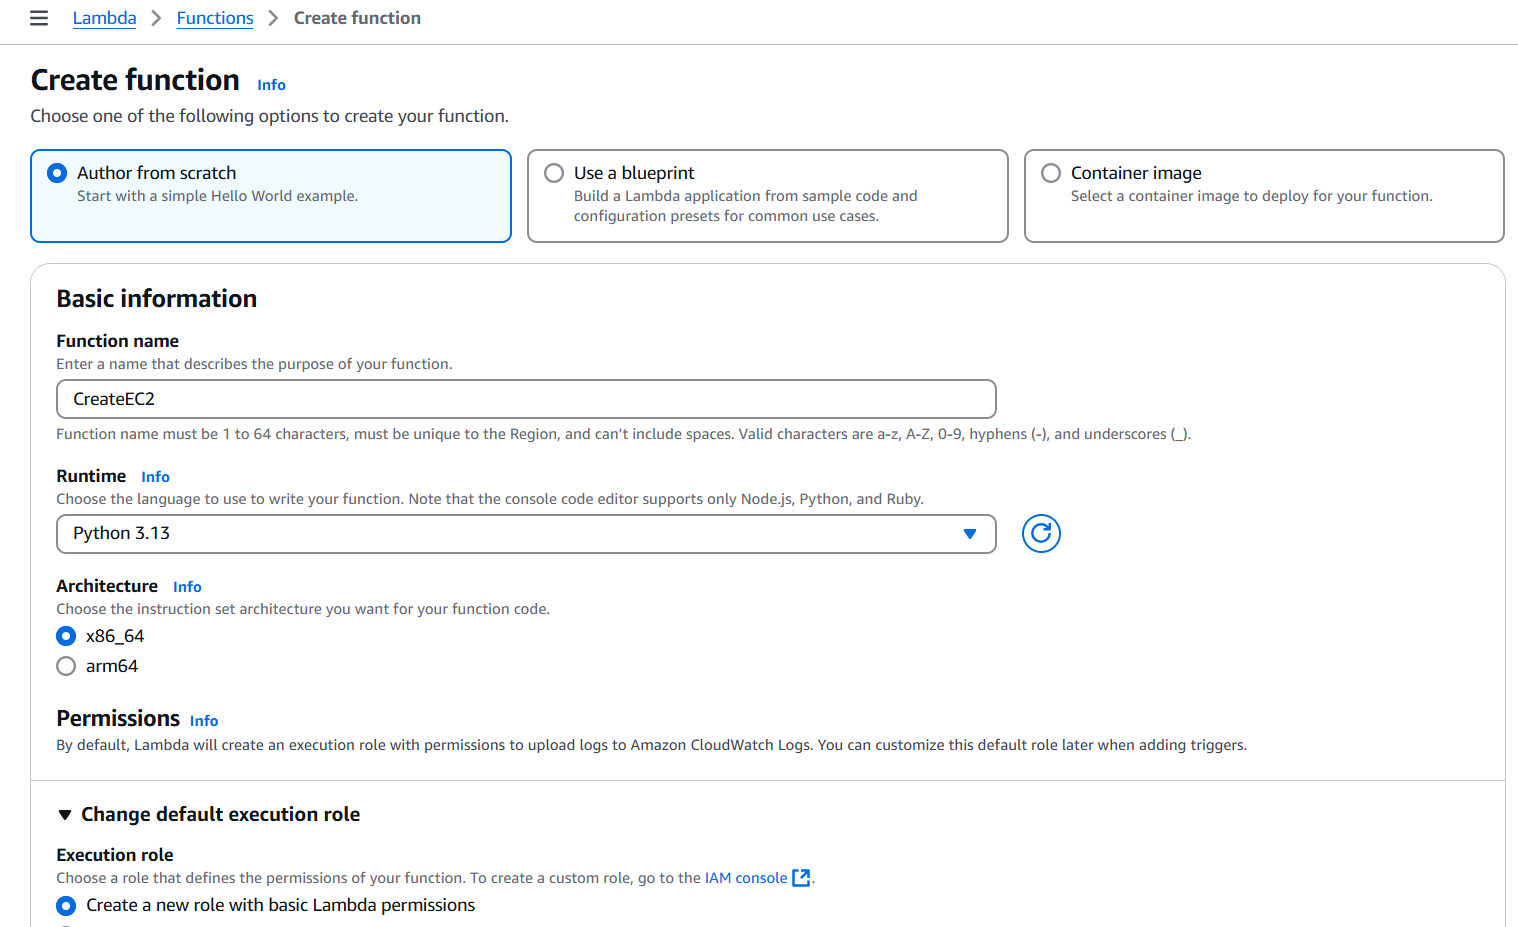 Lambda > Functions > Create function
Create function Info
Choose one of the following options to create your function.
Author from scratch
Start with a simple Hello World example.
Use a blueprint
Build a Lambda application from sample code and
configuration presets for common use cases.
Container image
Select a container image to deploy for your function.
Basic information
Function name
Enter a name that describes the purpose of your function.
CreateEC2
Function name must be 1 to 64 characters, must be unique to the Region, and can’t include spaces. Valid characters are a-z, A-Z, 0-9, hyphens (-), and underscores (_).
Runtime Info
Choose the language to use to write your function. Note that the console code editor supports only Node.js, Python, and Ruby.
Python 3.13
Architecture Info
Choose the instruction set architecture you want for your function code.
x86_64
arm64
Permissions Info
By default, Lambda will create an execution role with permissions to upload logs to Amazon CloudWatch Logs. You can customize this default role later when adding triggers.
Change default execution role
Execution role
Choose a role that defines the permissions of your function. To create a custom role, go to the IAM console.
Create a new role with basic Lambda permissions